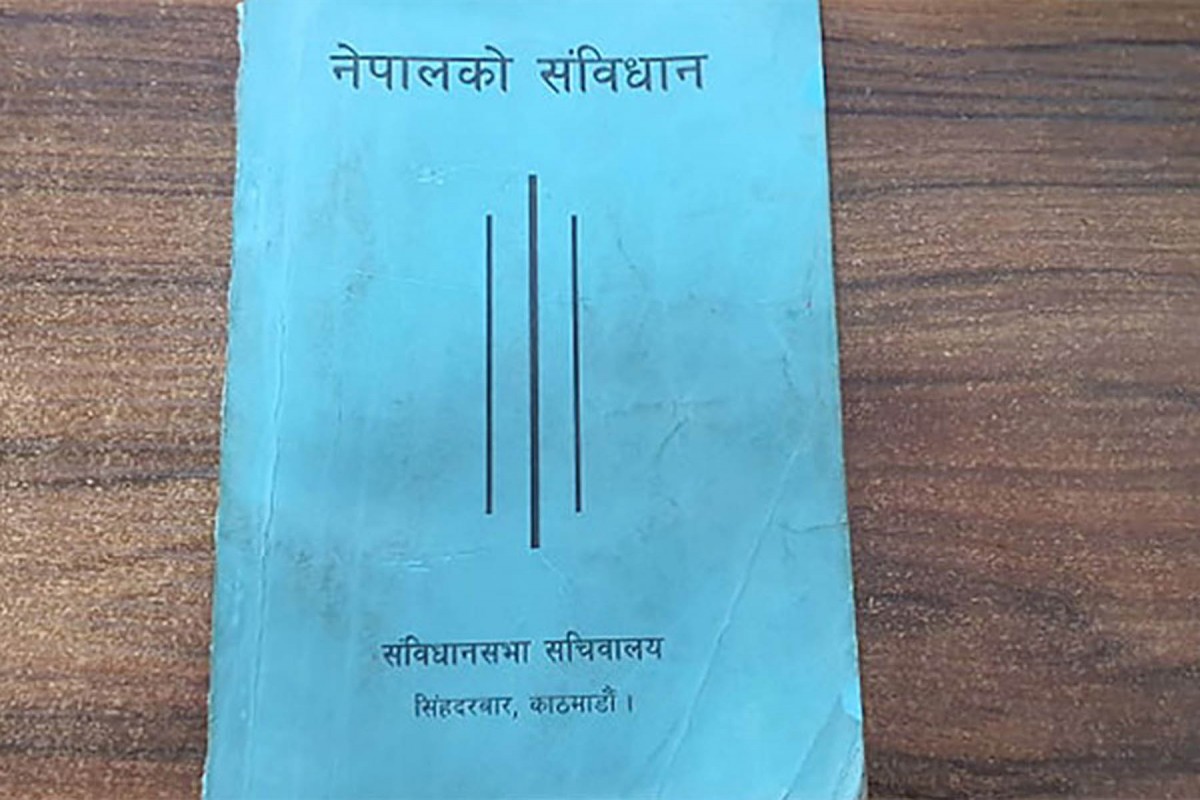 नेपालको संविधान
संविधानसभा सचिवालय
सिंहदरबार, काठमाडौं ।